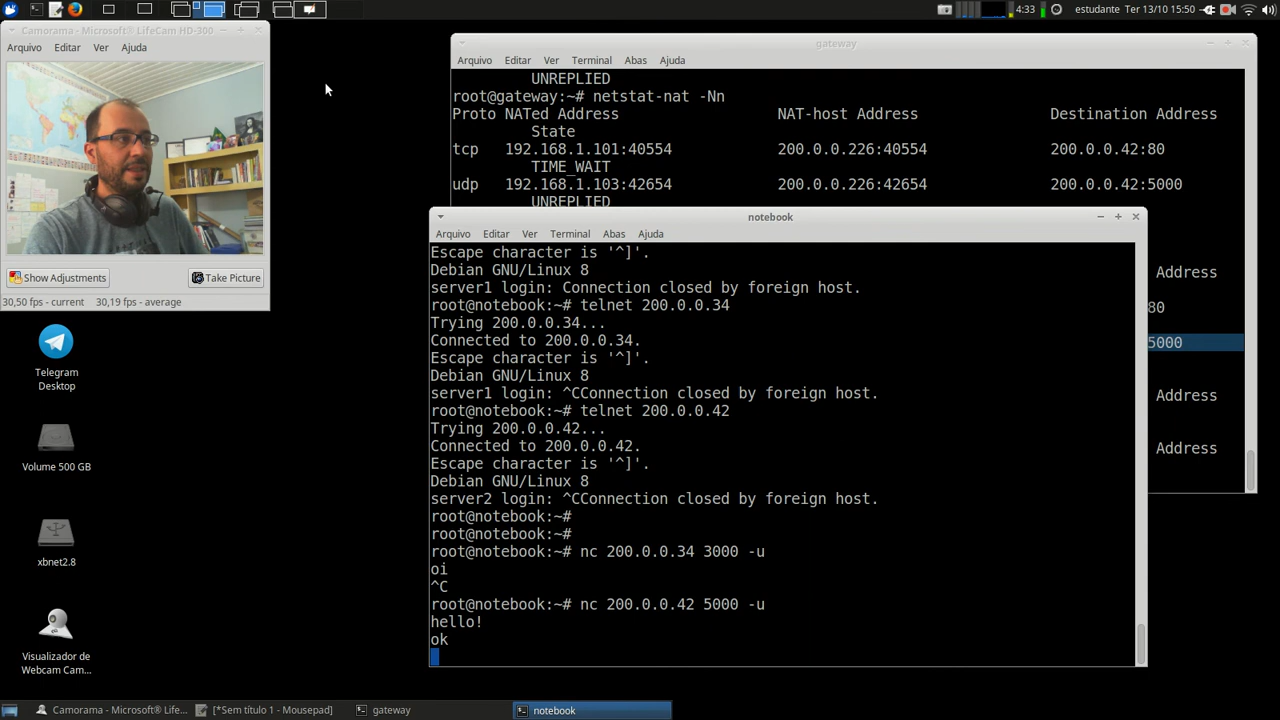 4:33
estudante
Ter 13/10 15:50
Camorama - Microsoft® LifeCam HD-300
Arquivo Editar Ver Ajuda
Show Adjustments
Take Picture
30,50 fps - current 30,19 fps - average
Telegram
Desktop
Volume 500 GB
xbnet2.8
Visualizador de
Webcam Cam...
gateway
Arquivo Editar Ver Terminal Abas Ajuda
UNREPLIED
root@gateway:~# netstat-nat -Nn
Proto NATed Address NAT-host Address Destination Address
State
tcp 192.168.1.101:40554 200.0.0.226:40554 200.0.0.42:80
TIME_WAIT
udp 192.168.1.103:42654 200.0.0.226:42654 200.0.0.42:5000
UNREPLIED
Address
80
5000
Address
Address
notebook
Arquivo Editar Ver Terminal Abas Ajuda
Escape character is '^]'.
Debian GNU/Linux 8
server1 login: Connection closed by foreign host.
root@notebook:~# telnet 200.0.0.34
Trying 200.0.0.34...
Connected to 200.0.0.34.
Escape character is '^]'.
Debian GNU/Linux 8
server1 login: ^CConnection closed by foreign host.
root@notebook:~# telnet 200.0.0.42
Trying 200.0.0.42...
Connected to 200.0.0.42.
Escape character is '^]'.
Debian GNU/Linux 8
server2 login: ^CConnection closed by foreign host.
root@notebook:~#
root@notebook:~#
root@notebook:~# nc 200.0.0.34 3000 -u
oi
^C
root@notebook:~# nc 200.0.0.42 5000 -u
hello!
ok
Camorama - Microsoft® LifeCam...
[*Sem título 1 - Mousepad]
gateway
notebook